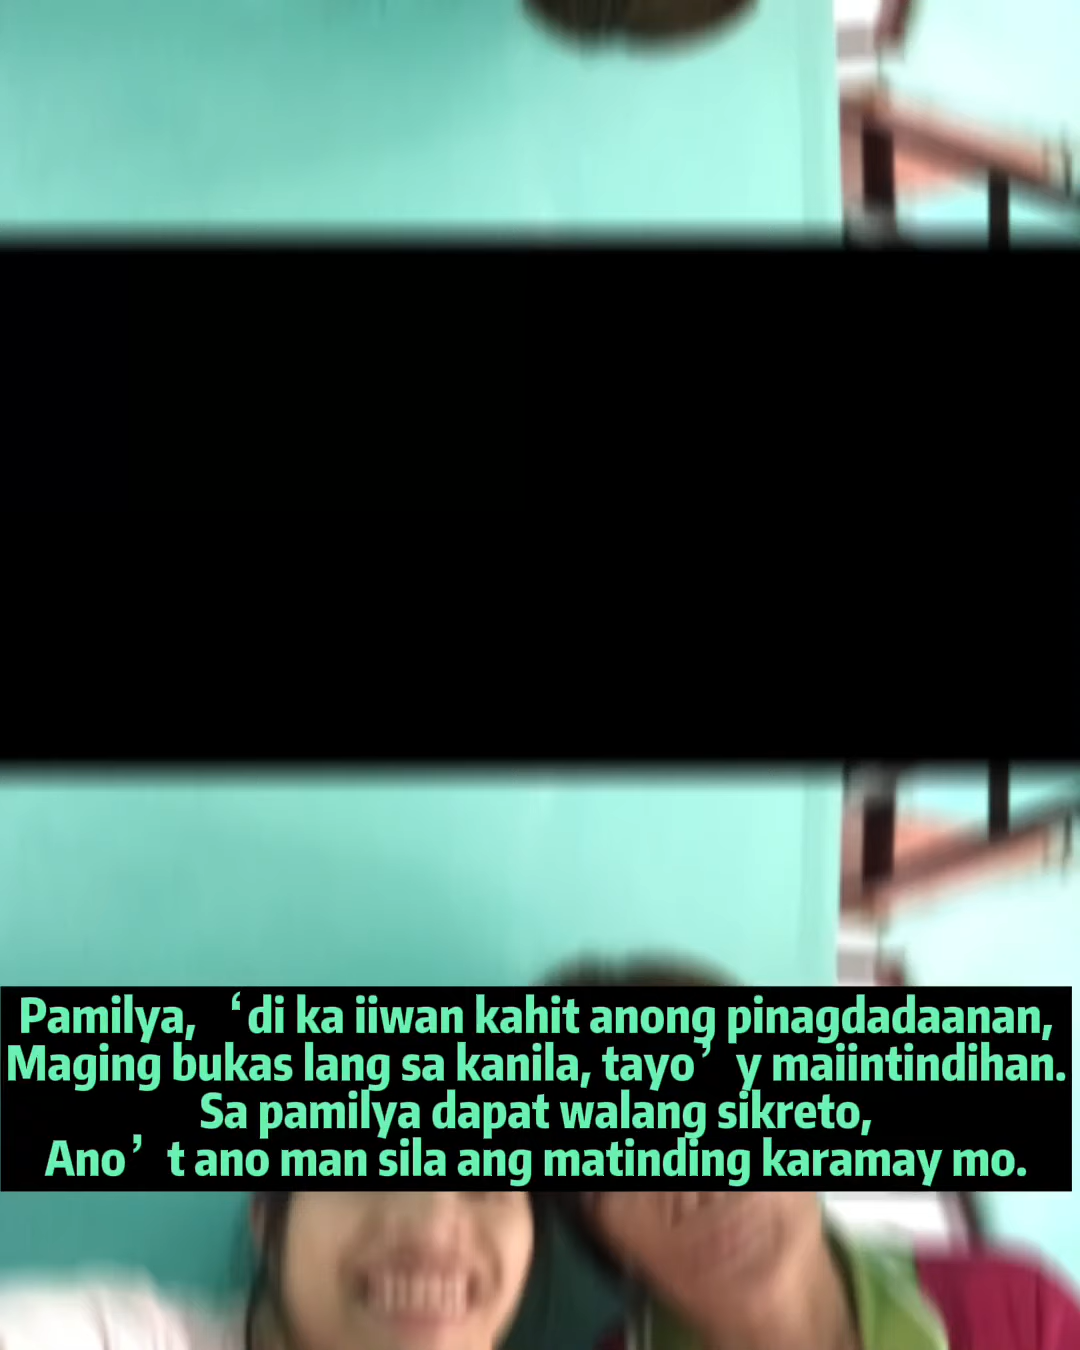 Pamilya, ‘di ka iiwan kahit anong pinagdadaanan,
Maging bukas lang sa kanila, tayo’y maiintindihan.
Sa pamilya dapat walang sikreto,
Ano’t ano man sila ang matinding karamay mo.